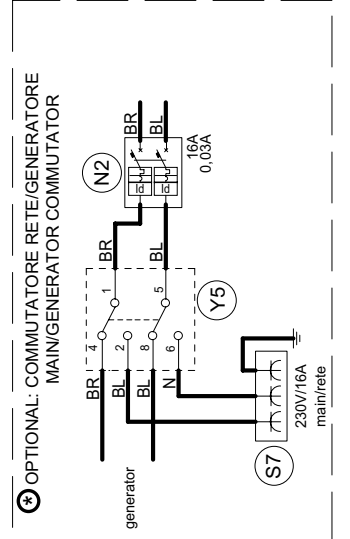 * OPTIONAL: COMMUTATORE RETE/GENERATORE
MAIN/GENERATOR COMMUTATOR
N2
BR
BL
Id
Id
16A
0,03A
BR
BL
1
5
Y5
4
2
8
6
BR
BL
BL
N
generator
S7
230V/16A
main/rete